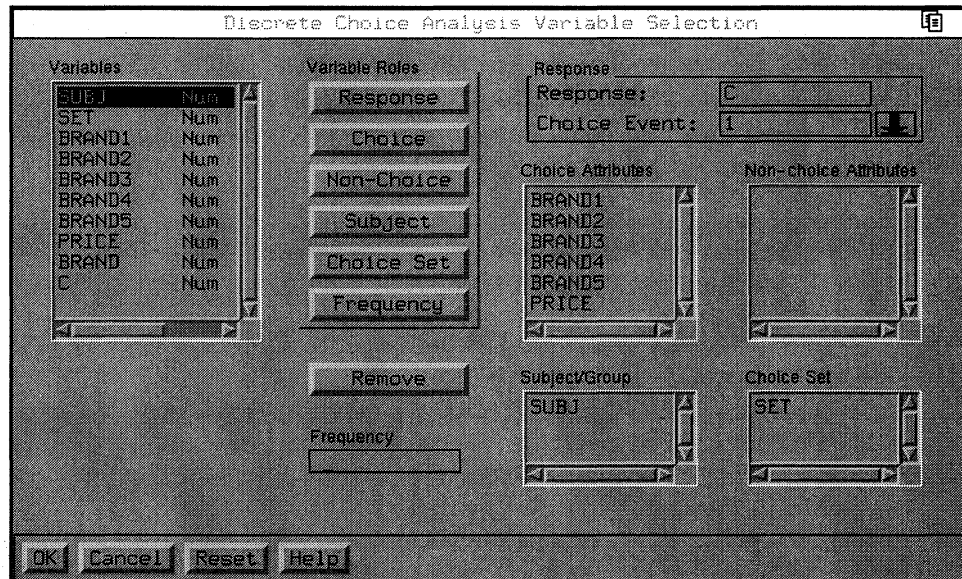 Discrete Choice Analysis Variable Selection
Variables
SUBJ Num
SET Num
BRAND1 Num
BRAND2 Num
BRAND3 Num
BRAND4 Num
BRAND5 Num
PRICE Num
BRAND Num
C Num
Variable Roles
Response
Choice
Non-Choice
Subject
Choice Set
Frequency
Remove
Frequency
Response
Response: C
Choice Event: 1
Choice Attributes
BRAND1
BRAND2
BRAND3
BRAND4
BRAND5
PRICE
Non-choice Attributes
Subject/Group
SUBJ
Choice Set
SET
OK Cancel Reset Help